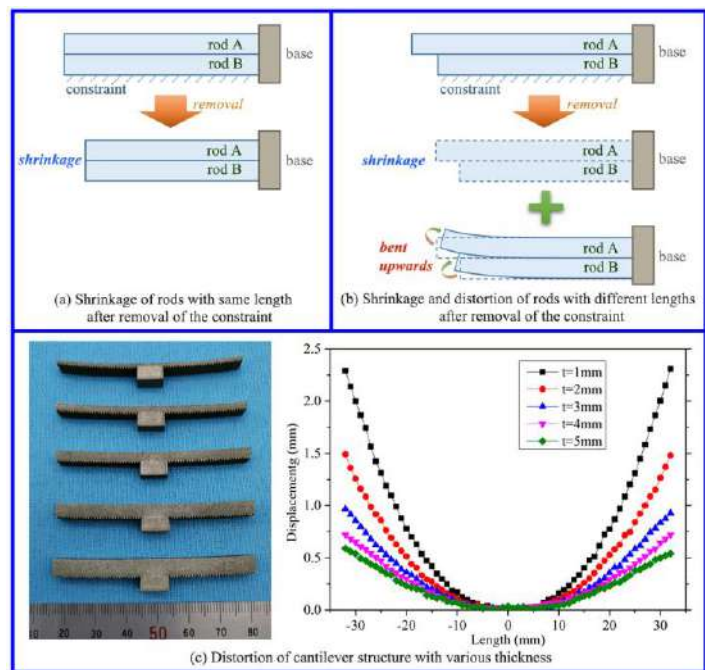 rod A
rod B
base
constraint
removal
shrinkage
rod A
rod B
base
(a) Shrinkage of rods with same length
after removal of the constraint
rod A
rod B
base
constraint
removal
shrinkage
rod A
rod B
base
bent
upwards
rod A
rod B
base
(b) Shrinkage and distortion of rods with different lengths
after removal of the constraint
10 20 30 40 50 60 70 80
2.5
2.0
1.5
1.0
0.5
0.0
Displacementg (mm)
t=1mm
t=2mm
t=3mm
t=4mm
t=5mm
-30 -20 -10 0 10 20 30
Length (mm)
(c) Distortion of cantilever structure with various thickness